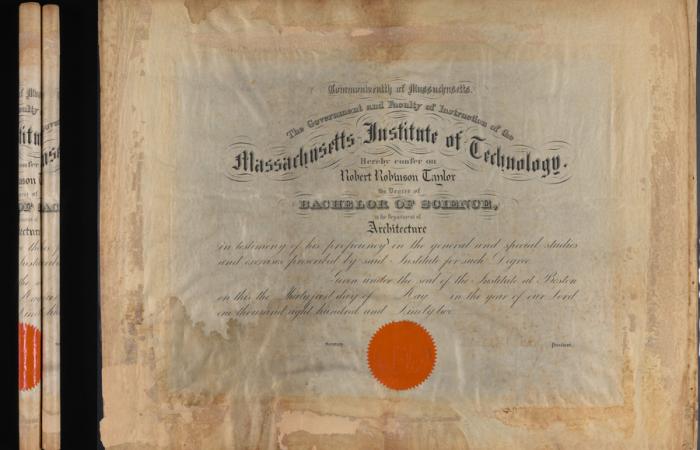 Commonwealth of Massachusetts.
The Government and Faculty of Instruction of the
Massachusetts Institute of Technology.
Hereby confer on
Robert Robinson Taylor
the Degree of
BACHELOR OF SCIENCE,
in the Department of
Architecture
in testimony of his proficiency in the general and special studies
and exercises prescribed by said Institute for such Degree.
Given under the seal of the Institute at Boston
on this the Thirty first day of May in the year of our Lord
one thousand eight hundred and Ninety two
Secretary. President.